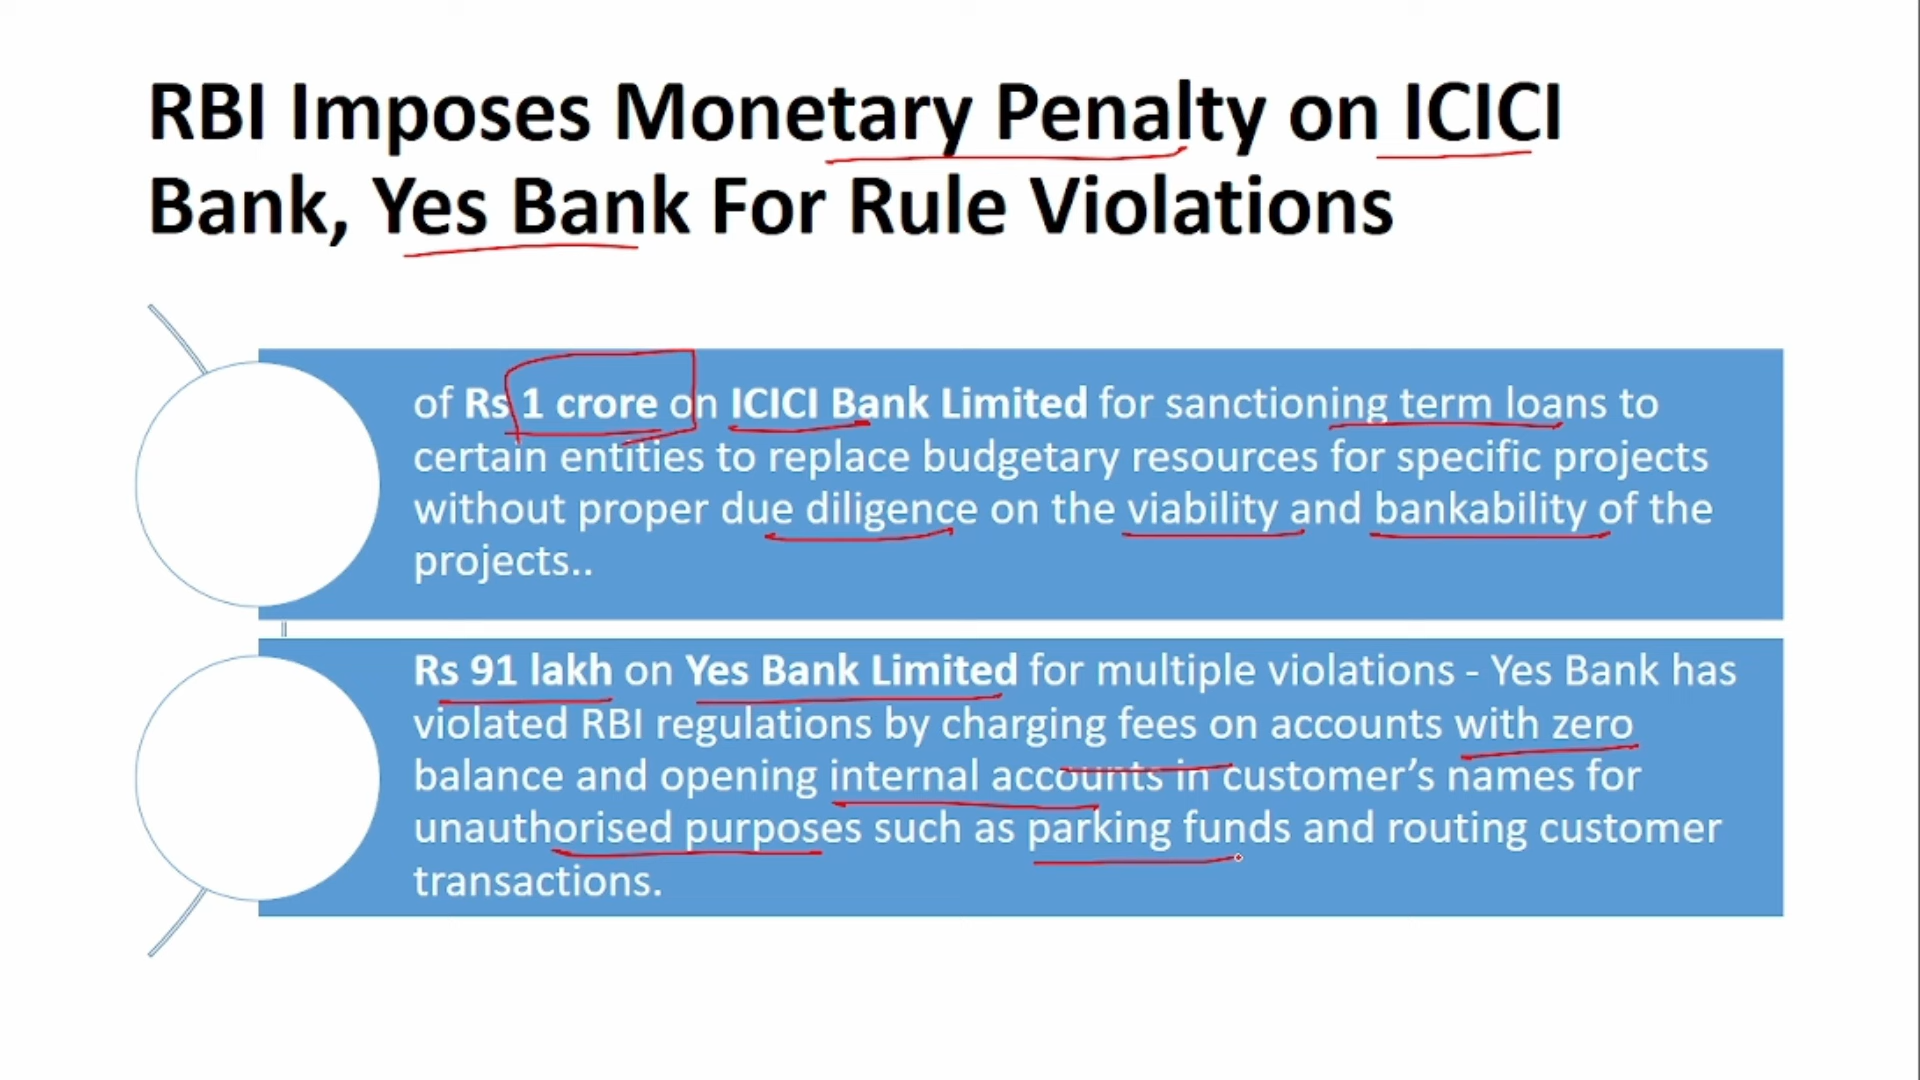 RBI Imposes Monetary Penalty on ICICI
Bank, Yes Bank For Rule Violations
of Rs 1 crore on ICICI Bank Limited for sanctioning term loans to
certain entities to replace budgetary resources for specific projects
without proper due diligence on the viability and bankability of the
projects..
Rs 91 lakh on Yes Bank Limited for multiple violations - Yes Bank has
violated RBI regulations by charging fees on accounts with zero
balance and opening internal accounts in customer’s names for
unauthorised purposes such as parking funds and routing customer
transactions.